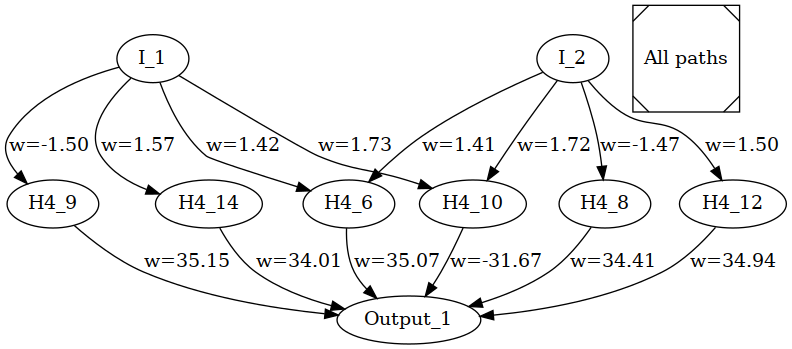 I_1
I_2
All paths
w=-1.50
w=1.57
w=1.42
w=1.73
w=1.41
w=1.72
w=-1.47
w=1.50
H4_9
H4_14
H4_6
H4_10
H4_8
H4_12
w=35.15
w=34.01
w=35.07
w=-31.67
w=34.41
w=34.94
Output_1